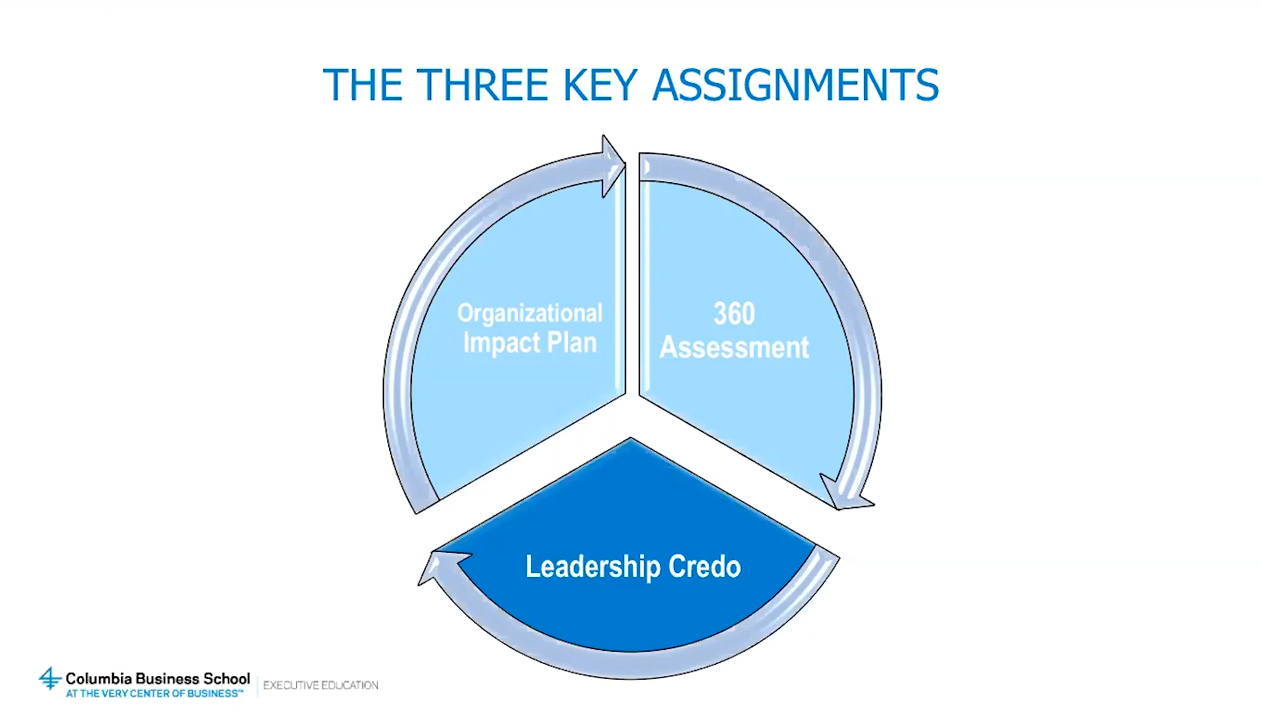 THE THREE KEY ASSIGNMENTS
Organizational
Impact Plan
360
Assessment
Leadership Credo
Columbia Business School
AT THE VERY CENTER OF BUSINESS™
EXECUTIVE EDUCATION